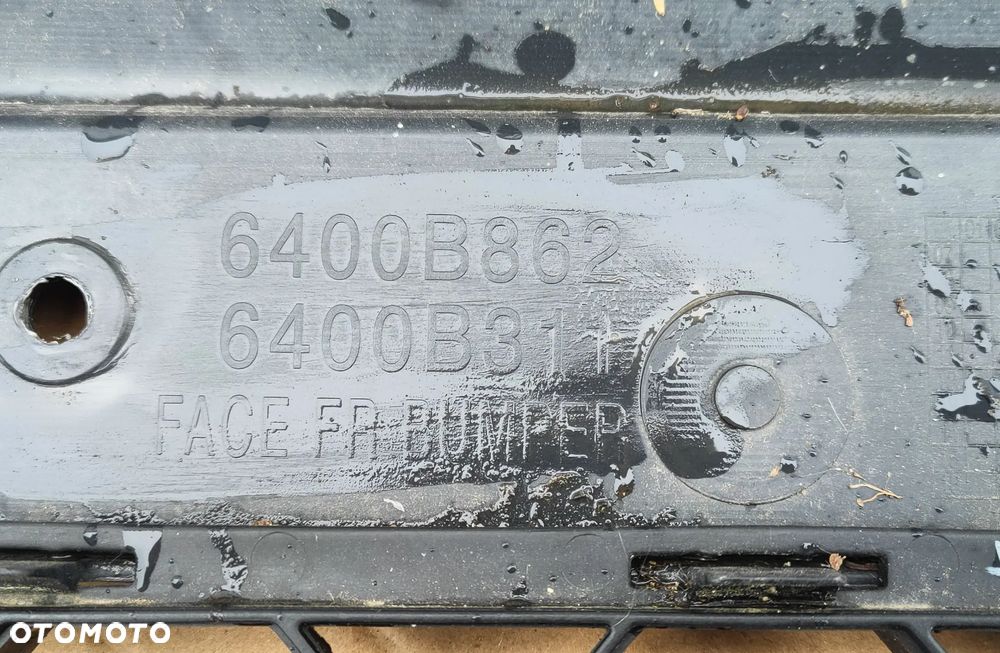 6400B862
6400B311
FACE FR BUMPER
OTOMOTO